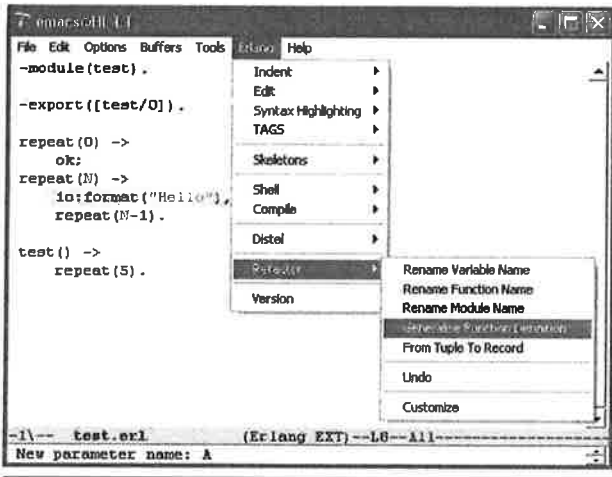 emacs@HL
File Edit Options Buffers Tools Erlang Help
-module(test).
-export([test/0]).
repeat(0) ->
ok;
repeat(N) ->
io:format("Hello"),
repeat(N-1).
test() ->
repeat(5).
Indent
Edit
Syntax Highlighting
TAGS
Skeletons
Shell
Compile
Distel
Refactor
Version
Rename Variable Name
Rename Function Name
Rename Module Name
Generalise Function Definition
From Tuple To Record
Undo
Customize
-1\-- test.erl (Erlang EXT)--L8--All
New parameter name: A